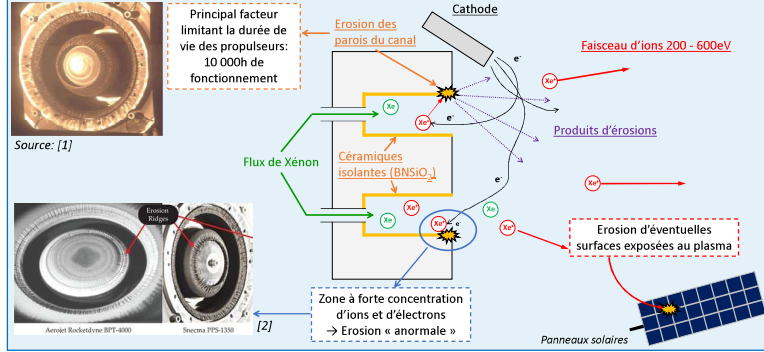 Principal facteur
limitant la durée de
vie des propulseurs:
10 000h de
fonctionnement
Erosion des
parois du canal
Cathode
Faisceau d'ions 200 - 600eV
e-
Xe⁺
Xe
Xe⁺
e-
Produits d'érosions
Source: [1]
Flux de Xénon
Céramiques
isolantes (BNSiO2)
e-
Xe⁺
Xe⁺
Xe
Xe
Xe⁺
e-
Xe⁺
Erosion
Ridges
Aerojet Rocketdyne BPT-4000
Snecma PPS-1350
[2]
Zone à forte concentration
d'ions et d'électrons
→ Erosion « anormale »
Erosion d'éventuelles
surfaces exposées au plasma
Panneaux solaires